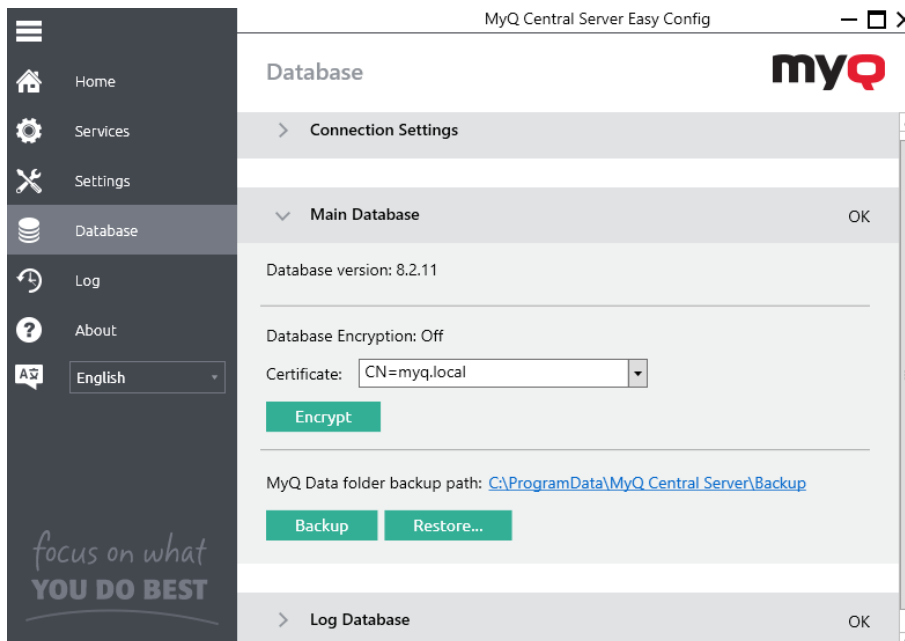 MyQ Central Server Easy Config
Home
Services
Settings
Database
Log
About
English
focus on what
YOU DO BEST
Database
myQ
Connection Settings
Main Database OK
Database version: 8.2.11
Database Encryption: Off
Certificate: CN=myq.local
Encrypt
MyQ Data folder backup path: C:\ProgramData\MyQ Central Server\Backup
Backup Restore...
Log Database OK